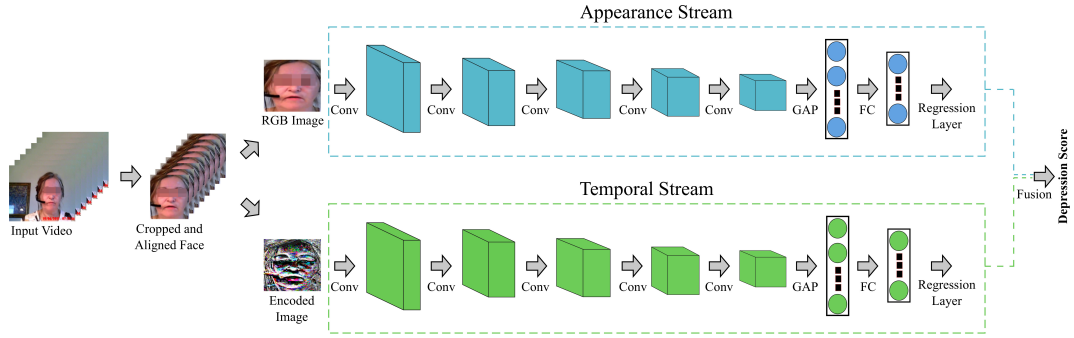 Appearance Stream
RGB Image
Conv
Conv
Conv
Conv
Conv
GAP
FC
Regression
Layer
Input Video
Cropped and
Aligned Face
Temporal Stream
Encoded
Image
Conv
Conv
Conv
Conv
Conv
GAP
FC
Regression
Layer
Fusion
Depression Score